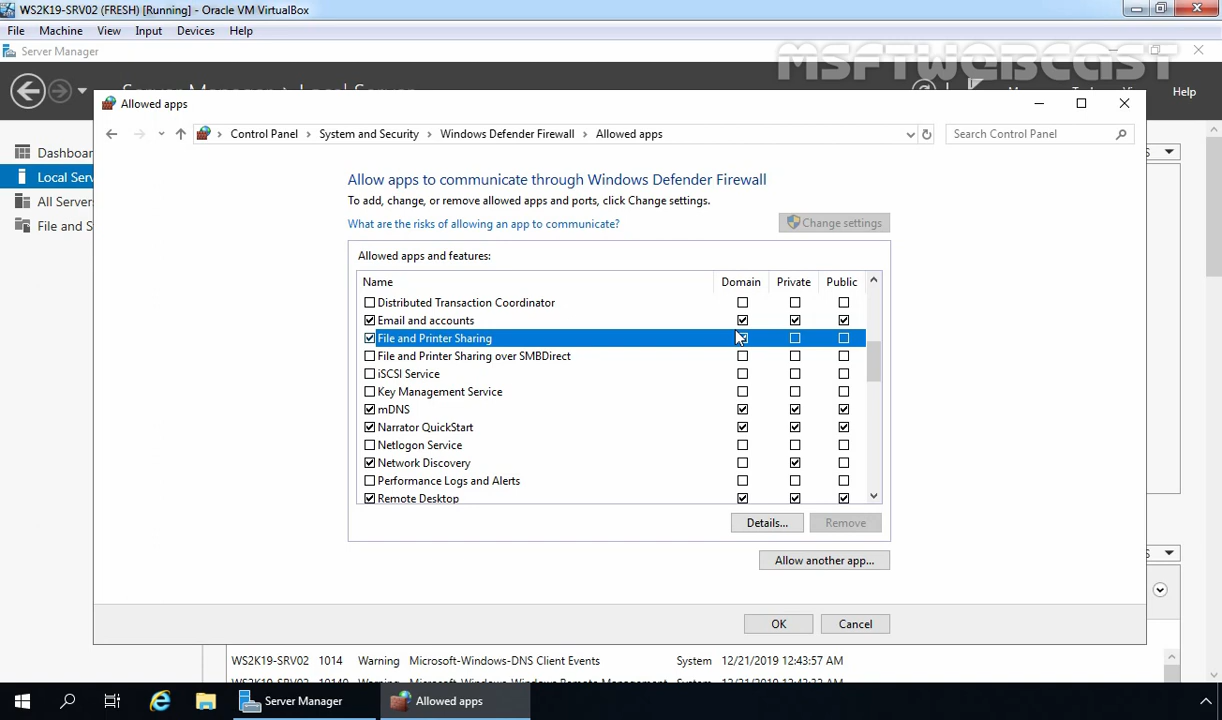 WS2K19-SRV02 (FRESH) [Running] - Oracle VM VirtualBox
File Machine View Input Devices Help
Server Manager
MSFTWEBCAST
Help
Allowed apps
Control Panel › System and Security › Windows Defender Firewall › Allowed apps
Search Control Panel
Dashboar
Local Serv
All Server
File and S
Allow apps to communicate through Windows Defender Firewall
To add, change, or remove allowed apps and ports, click Change settings.
What are the risks of allowing an app to communicate?
Change settings
Allowed apps and features:
Name Domain Private Public
Distributed Transaction Coordinator
Email and accounts
File and Printer Sharing
File and Printer Sharing over SMBDirect
iSCSI Service
Key Management Service
mDNS
Narrator QuickStart
Netlogon Service
Network Discovery
Performance Logs and Alerts
Remote Desktop
Details... Remove
Allow another app...
OK Cancel
WS2K19-SRV02 1014 Warning Microsoft-Windows-DNS Client Events System 12/21/2019 12:43:57 AM
Server Manager
Allowed apps